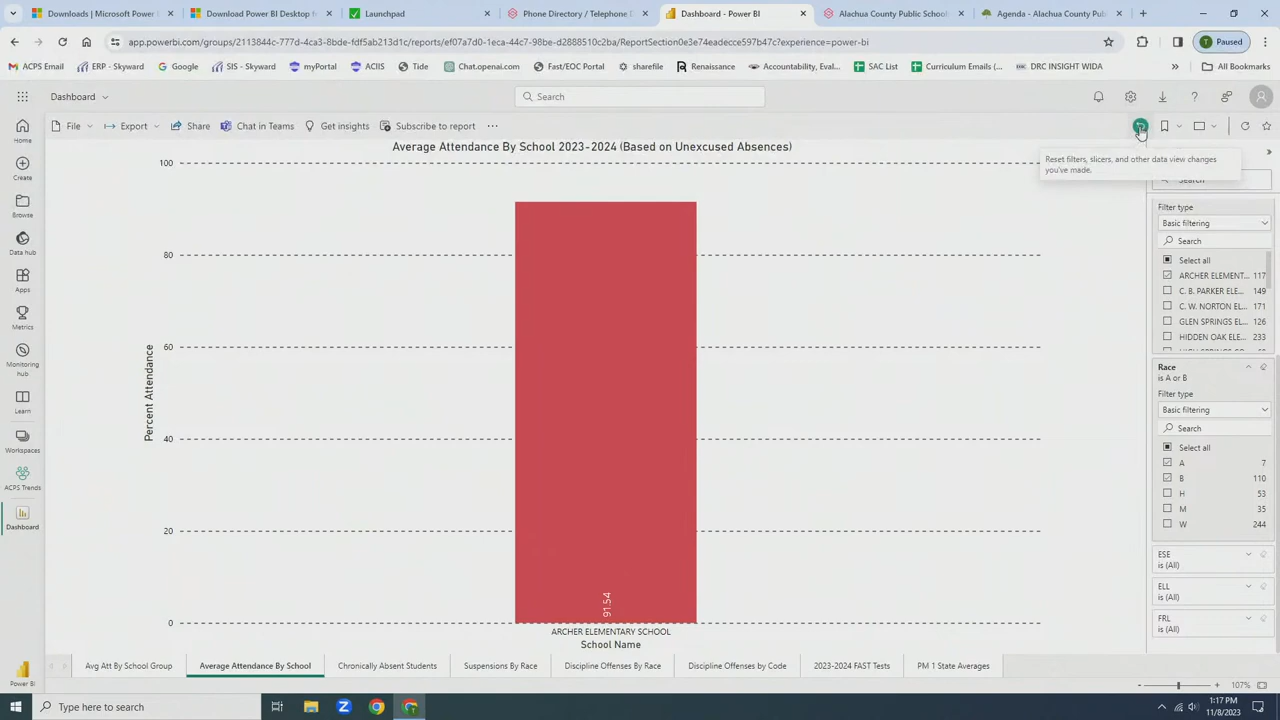 Downloads | Microsoft Power
Download Power BI Desktop f
Launchpad
Phone Directory / Telephone D
Dashboard - Power BI
Alachua County Public School
Agenda - Alachua County Publ
app.powerbi.com/groups/2113844c-777d-4ca3-8bde-fdf5ab213d1c/reports/ef07a7d0-1eca-44c7-98bc-d2888510c2ba/ReportSection0e3e74eadecce597b47c?experience=power-bi
T Paused
ACPS Email
ERP - Skyward
Google
SIS - Skyward
myPortal
ACIIS
Tide
Chat.openai.com
Fast/EOC Portal
sharefile
Renaissance
Accountability, Eval...
SAC List
Curriculum Emails (...
DRC INSIGHT WIDA
All Bookmarks
Dashboard
Search
File
Export
Share
Chat in Teams
Get insights
Subscribe to report
Reset filters, slicers, and other data view changes
you've made.
Home
Create
Browse
Data hub
Apps
Metrics
Monitoring
hub
Learn
Workspaces
ACPS Trends
Dashboard
Power BI
Average Attendance By School 2023-2024 (Based on Unexcused Absences)
100
80
60
40
20
0
Percent Attendance
91.54
ARCHER ELEMENTARY SCHOOL
School Name
Search
Filter type
Basic filtering
Search
Select all
ARCHER ELEMENT... 117
C. B. PARKER ELE... 149
C. W. NORTON EL... 171
GLEN SPRINGS EL... 126
HIDDEN OAK ELE... 233
Race
is A or B
Filter type
Basic filtering
Search
Select all
A 7
B 110
H 53
M 35
W 244
ESE
is (All)
ELL
is (All)
FRL
is (All)
Avg Att By School Group
Average Attendance By School
Chronically Absent Students
Suspensions By Race
Discipline Offenses By Race
Discipline Offenses by Code
2023-2024 FAST Tests
PM 1 State Averages
107%
Type here to search
1:17 PM
11/8/2023